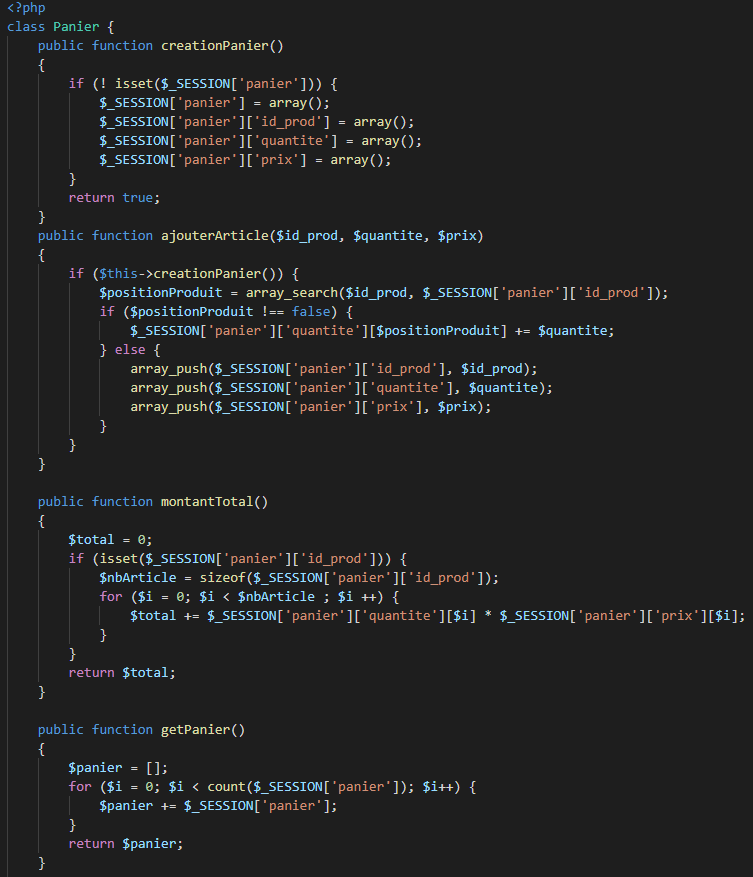 <?php
class Panier {
    public function creationPanier()
    {
        if (! isset($_SESSION['panier'])) {
            $_SESSION['panier'] = array();
            $_SESSION['panier']['id_prod'] = array();
            $_SESSION['panier']['quantite'] = array();
            $_SESSION['panier']['prix'] = array();
        }
        return true;
    }
    public function ajouterArticle($id_prod, $quantite, $prix)
    {
        if ($this->creationPanier()) {
            $positionProduit = array_search($id_prod, $_SESSION['panier']['id_prod']);
            if ($positionProduit !== false) {
                $_SESSION['panier']['quantite'][$positionProduit] += $quantite;
            } else {
                array_push($_SESSION['panier']['id_prod'], $id_prod);
                array_push($_SESSION['panier']['quantite'], $quantite);
                array_push($_SESSION['panier']['prix'], $prix);
            }
        }
    }

    public function montantTotal()
    {
        $total = 0;
        if (isset($_SESSION['panier']['id_prod'])) {
            $nbArticle = sizeof($_SESSION['panier']['id_prod']);
            for ($i = 0; $i < $nbArticle ; $i ++) {
                $total += $_SESSION['panier']['quantite'][$i] * $_SESSION['panier']['prix'][$i];
            }
        }
        return $total;
    }

    public function getPanier()
    {
        $panier = [];
        for ($i = 0; $i < count($_SESSION['panier']); $i++) {
            $panier += $_SESSION['panier'];
        }
        return $panier;
    }